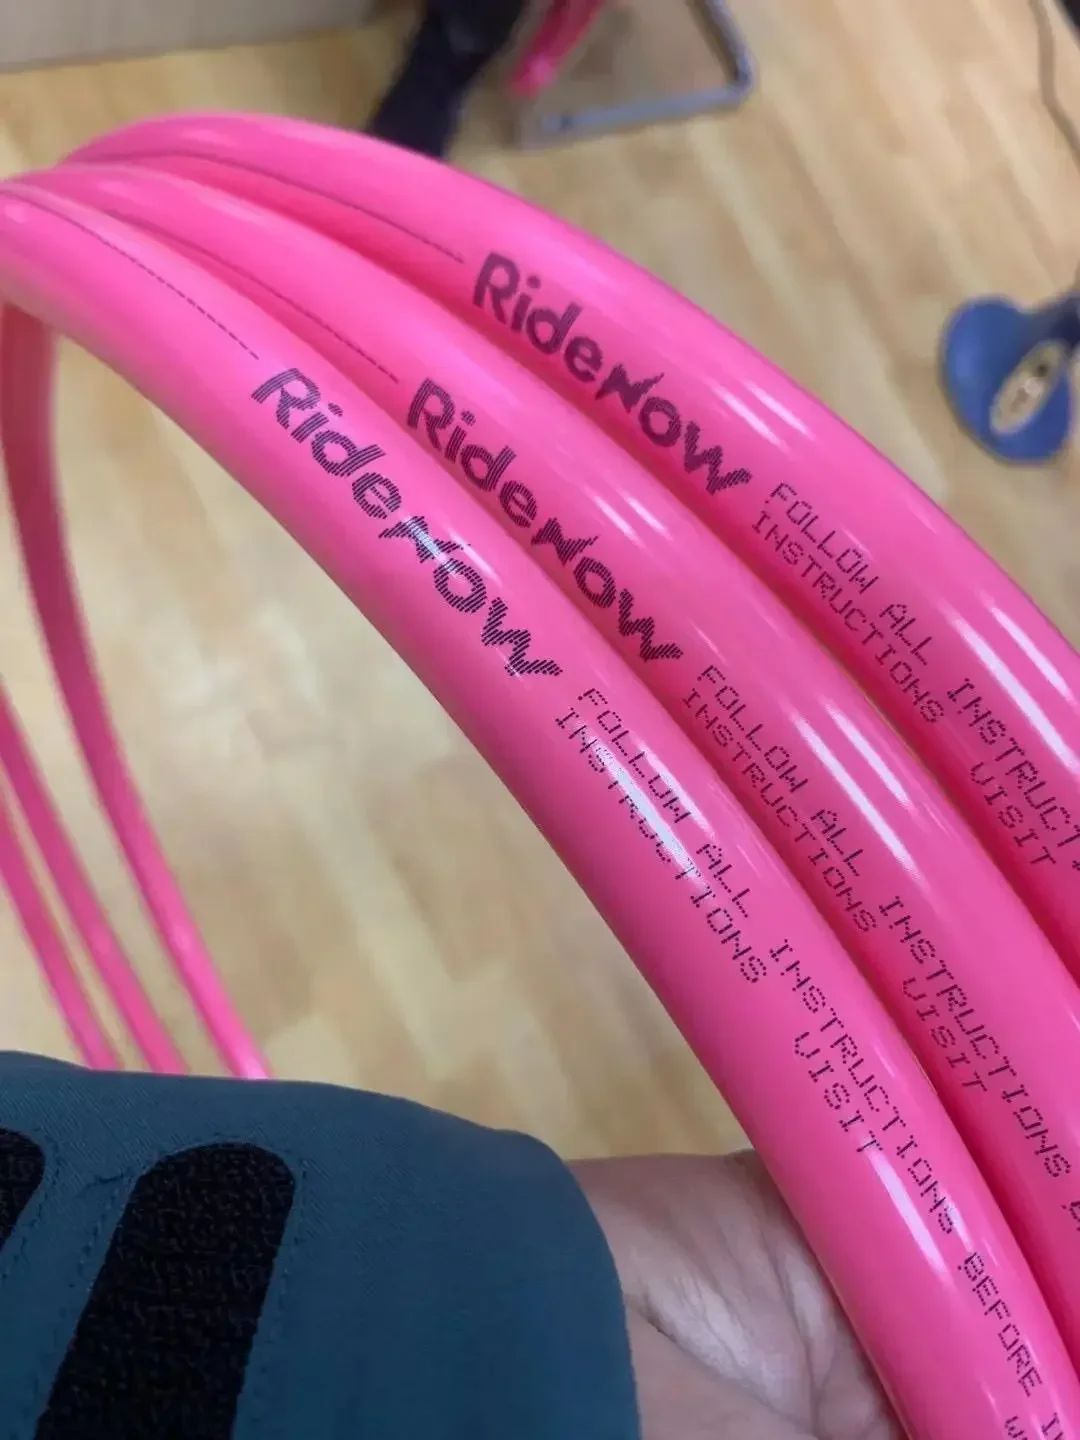 RideNOW
FOLLOW ALL
INSTRUCTIONS
INSTRUCT
VISIT
RideNOW
FOLLOW ALL
INSTRUCTIONS
INSTRUCTIONS
VISIT
RideNOW
FOLLOW ALL
INSTRUCTIONS
INSTRUCTIONS BEFORE
VISIT